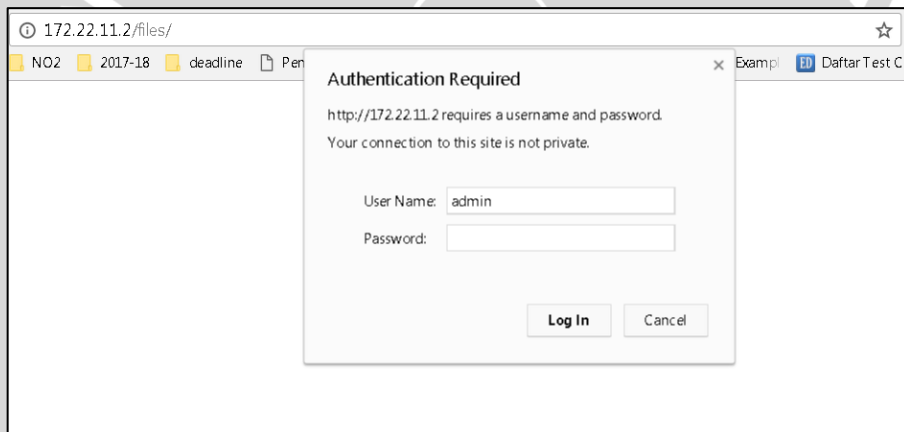 172.22.11.2/files/
NO2 2017-18 deadline Pen Exampl ED Daftar Test C
Authentication Required
http://172.22.11.2 requires a username and password.
Your connection to this site is not private.
User Name: admin
Password:
Log In Cancel